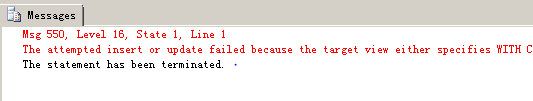 Messages
Msg 550, Level 16, State 1, Line 1
The attempted insert or update failed because the target view either specifies WITH C
The statement has been terminated.